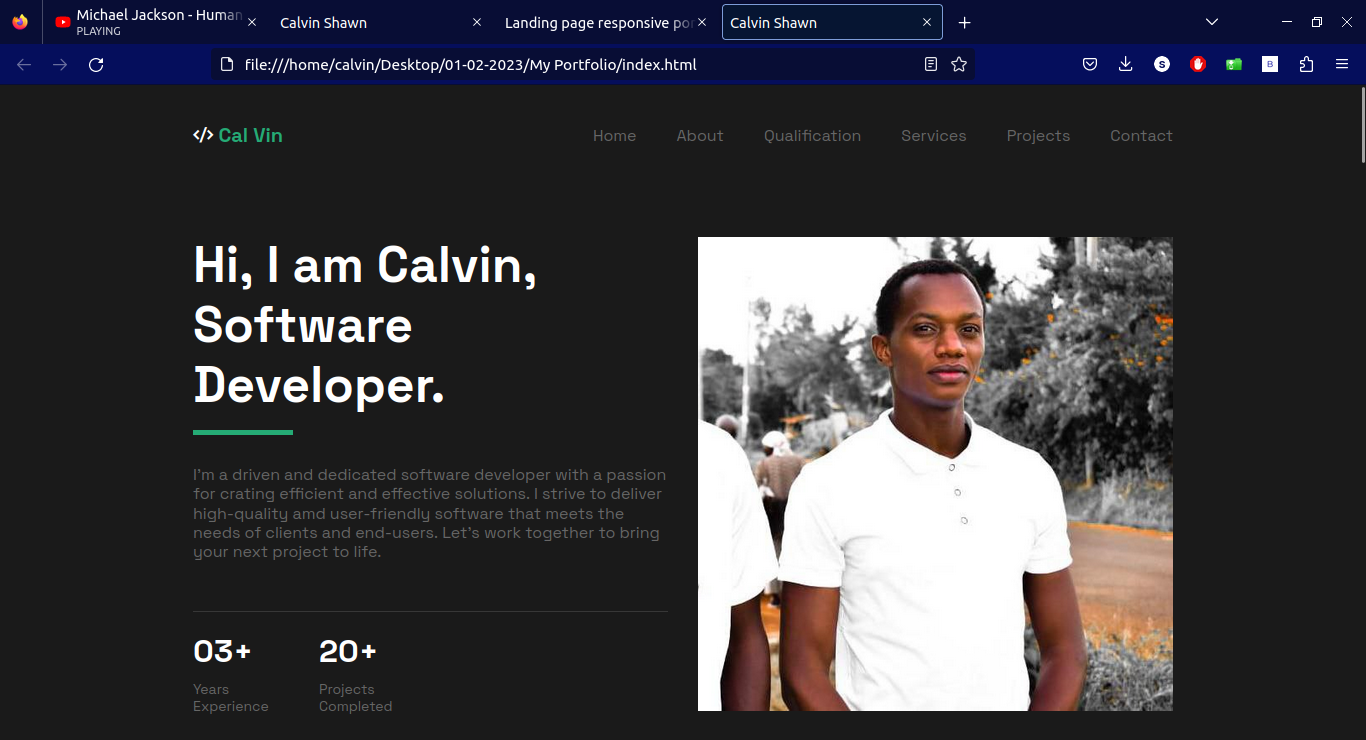 Michael Jackson - Human
PLAYING
Calvin Shawn
Landing page responsive por
Calvin Shawn
file:///home/calvin/Desktop/01-02-2023/My Portfolio/index.html
S
B
</> Cal Vin
Home About Qualification Services Projects Contact
Hi, I am Calvin,
Software
Developer.
I'm a driven and dedicated software developer with a passion
for crating efficient and effective solutions. I strive to deliver
high-quality amd user-friendly software that meets the
needs of clients and end-users. Let's work together to bring
your next project to life.
03+
Years
Experience
20+
Projects
Completed